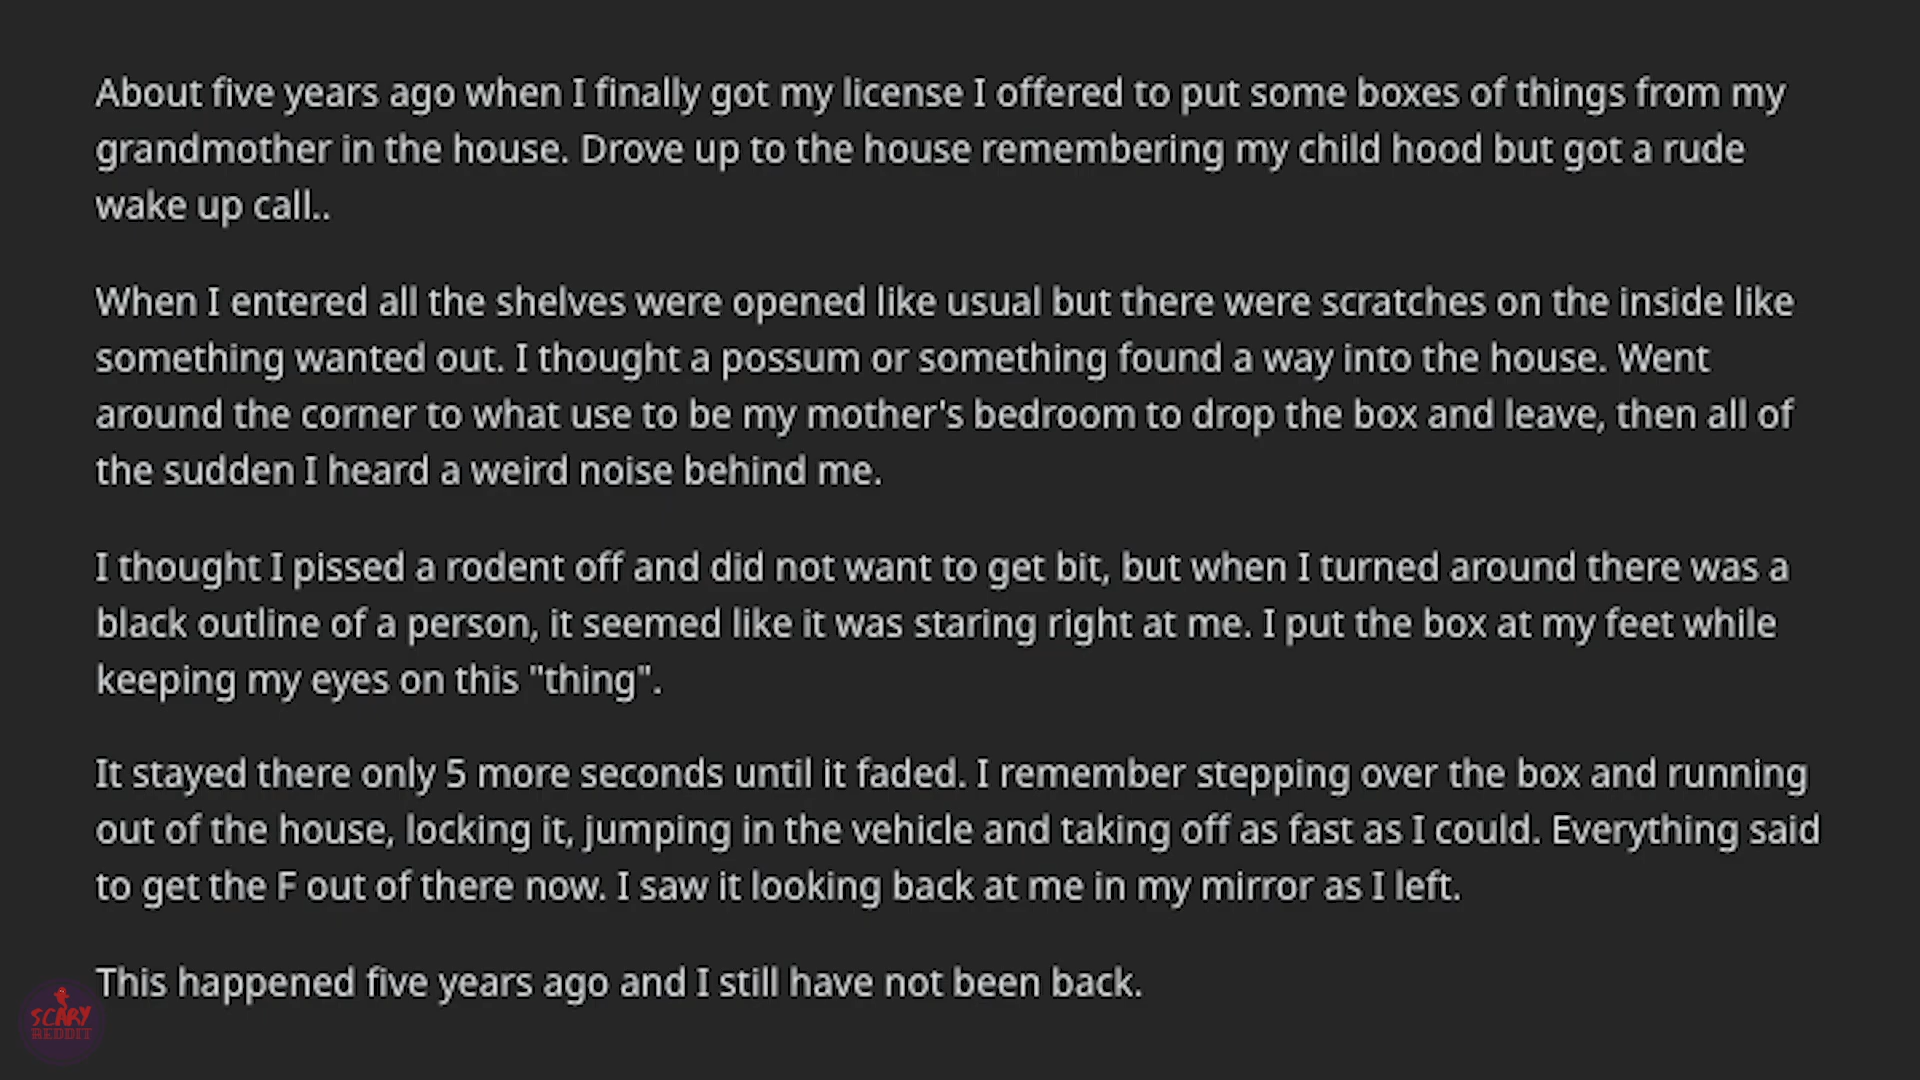 About five years ago when I finally got my license I offered to put some boxes of things from my
grandmother in the house. Drove up to the house remembering my child hood but got a rude
wake up call..
When I entered all the shelves were opened like usual but there were scratches on the inside like
something wanted out. I thought a possum or something found a way into the house. Went
around the corner to what use to be my mother's bedroom to drop the box and leave, then all of
the sudden I heard a weird noise behind me.
I thought I pissed a rodent off and did not want to get bit, but when I turned around there was a
black outline of a person, it seemed like it was staring right at me. I put the box at my feet while
keeping my eyes on this "thing".
It stayed there only 5 more seconds until it faded. I remember stepping over the box and running
out of the house, locking it, jumping in the vehicle and taking off as fast as I could. Everything said
to get the F out of there now. I saw it looking back at me in my mirror as I left.
This happened five years ago and I still have not been back.
SCARY
REDDIT